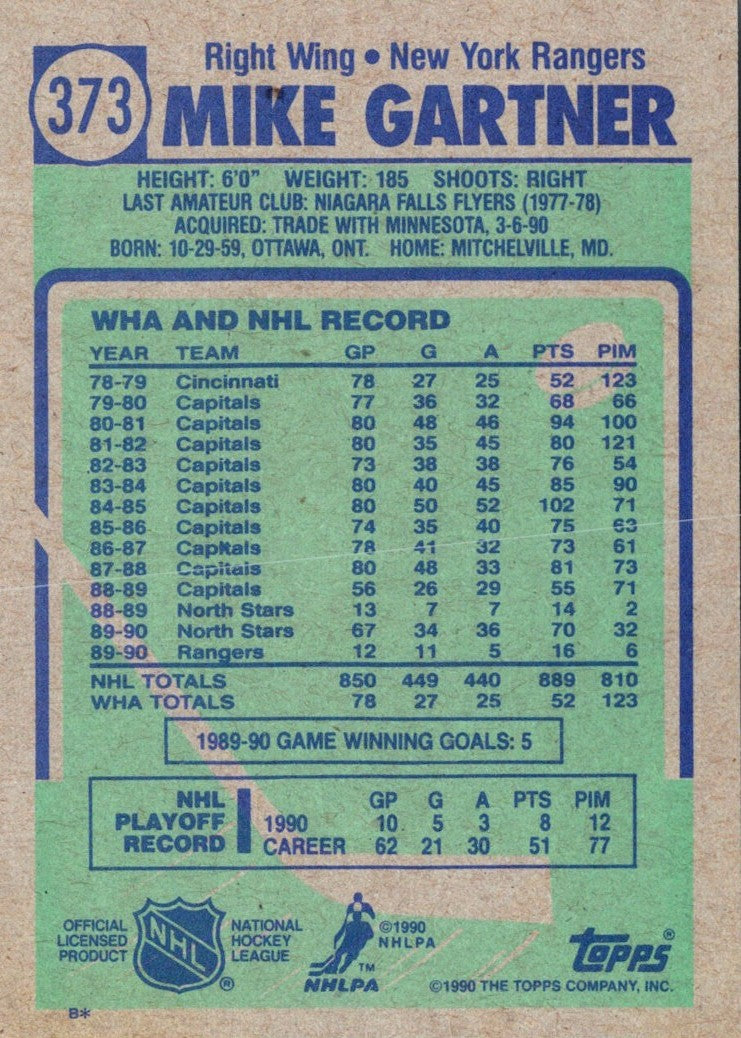 373
Right Wing • New York Rangers
MIKE GARTNER
HEIGHT: 6'0" WEIGHT: 185 SHOOTS: RIGHT
LAST AMATEUR CLUB: NIAGARA FALLS FLYERS (1977-78)
ACQUIRED: TRADE WITH MINNESOTA, 3-6-90
BORN: 10-29-59, OTTAWA, ONT. HOME: MITCHELVILLE, MD.
WHA AND NHL RECORD
YEAR TEAM GP G A PTS PIM
78-79 Cincinnati 78 27 25 52 123
79-80 Capitals 77 36 32 68 66
80-81 Capitals 80 48 46 94 100
81-82 Capitals 80 35 45 80 121
82-83 Capitals 73 38 38 76 54
83-84 Capitals 80 40 45 85 90
84-85 Capitals 80 50 52 102 71
85-86 Capitals 74 35 40 75 63
86-87 Capitals 78 41 32 73 61
87-88 Capitals 80 48 33 81 73
88-89 Capitals 56 26 29 55 71
88-89 North Stars 13 7 7 14 2
89-90 North Stars 67 34 36 70 32
89-90 Rangers 12 11 5 16 6
NHL TOTALS 850 449 440 889 810
WHA TOTALS 78 27 25 52 123
1989-90 GAME WINNING GOALS: 5
NHL PLAYOFF RECORD
GP G A PTS PIM
1990 10 5 3 8 12
CAREER 62 21 30 51 77
OFFICIAL LICENSED PRODUCT
NHL ®
NATIONAL HOCKEY LEAGUE
TM
NHLPA
©1990 NHLPA
topps®
©1990 THE TOPPS COMPANY, INC.
B*